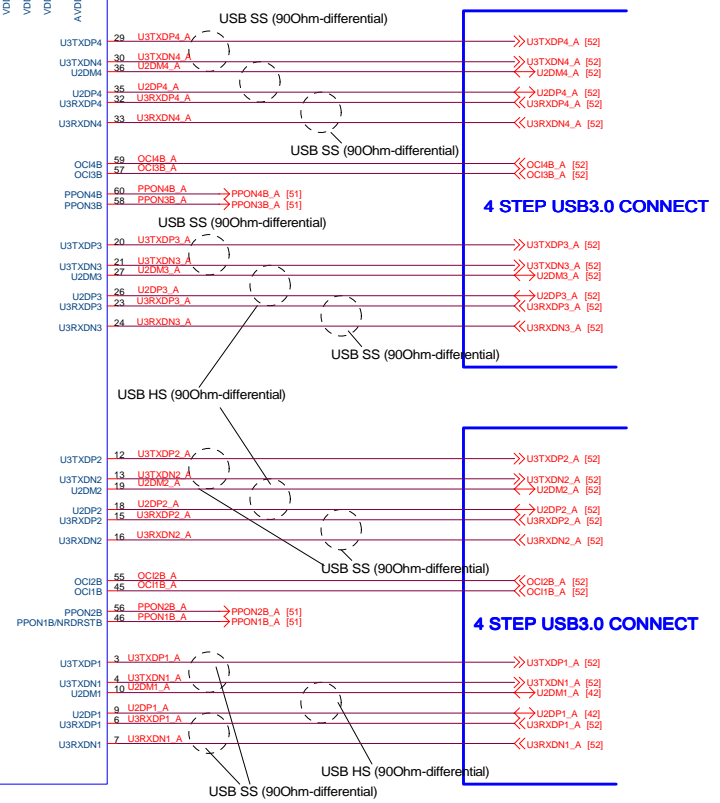 VDD
VDD
VDD
AVDD
USB SS (90Ohm-differential)
U3TXDP4 29 U3TXDP4_A U3TXDP4_A [52]
U3TXDN4 30 U3TXDN4_A U3TXDN4_A [52]
U2DM4 36 U2DM4_A U2DM4_A [52]
U2DP4 35 U2DP4_A U2DP4_A [52]
U3RXDP4 32 U3RXDP4_A U3RXDP4_A [52]
U3RXDN4 33 U3RXDN4_A U3RXDN4_A [52]
USB SS (90Ohm-differential)
OCI4B 59 OCI4B_A OCI4B_A [52]
OCI3B 57 OCI3B_A OCI3B_A [52]
PPON4B 60 PPON4B_A PPON4B_A [51]
PPON3B 58 PPON3B_A PPON3B_A [51]
4 STEP USB3.0 CONNECT
USB SS (90Ohm-differential)
U3TXDP3 20 U3TXDP3_A U3TXDP3_A [52]
U3TXDN3 21 U3TXDN3_A U3TXDN3_A [52]
U2DM3 27 U2DM3_A U2DM3_A [52]
U2DP3 26 U2DP3_A U2DP3_A [52]
U3RXDP3 23 U3RXDP3_A U3RXDP3_A [52]
U3RXDN3 24 U3RXDN3_A U3RXDN3_A [52]
USB SS (90Ohm-differential)
USB HS (90Ohm-differential)
U3TXDP2 12 U3TXDP2_A U3TXDP2_A [52]
U3TXDN2 13 U3TXDN2_A U3TXDN2_A [52]
U2DM2 19 U2DM2_A U2DM2_A [52]
U2DP2 18 U2DP2_A U2DP2_A [52]
U3RXDP2 15 U3RXDP2_A U3RXDP2_A [52]
U3RXDN2 16 U3RXDN2_A U3RXDN2_A [52]
USB SS (90Ohm-differential)
OCI2B 55 OCI2B_A OCI2B_A [52]
OCI1B 45 OCI1B_A OCI1B_A [52]
PPON2B 56 PPON2B_A PPON2B_A [51]
PPON1B/NRDRSTB 46 PPON1B_A PPON1B_A [51]
4 STEP USB3.0 CONNECT
U3TXDP1 3 U3TXDP1_A U3TXDP1_A [52]
U3TXDN1 4 U3TXDN1_A U3TXDN1_A [52]
U2DM1 10 U2DM1_A U2DM1_A [42]
U2DP1 9 U2DP1_A U2DP1_A [42]
U3RXDP1 6 U3RXDP1_A U3RXDP1_A [52]
U3RXDN1 7 U3RXDN1_A U3RXDN1_A [52]
USB HS (90Ohm-differential)
USB SS (90Ohm-differential)